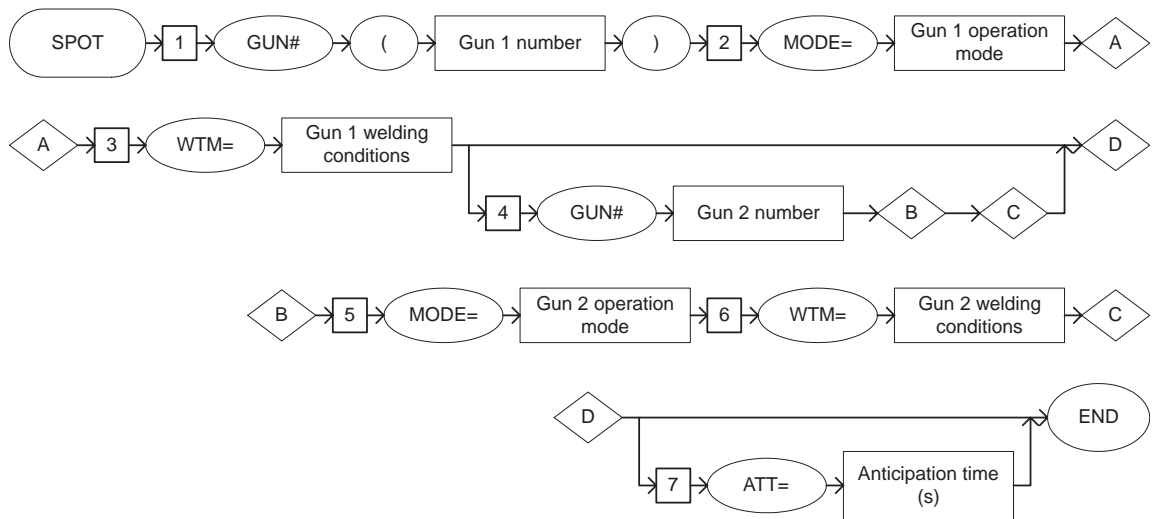 SPOT 1 GUN# ( Gun 1 number ) 2 MODE= Gun 1 operation
mode A
A 3 WTM= Gun 1 welding
conditions D
4 GUN# Gun 2 number B C
B 5 MODE= Gun 2 operation
mode 6 WTM= Gun 2 welding
conditions C
D END
7 ATT= Anticipation time
(s)